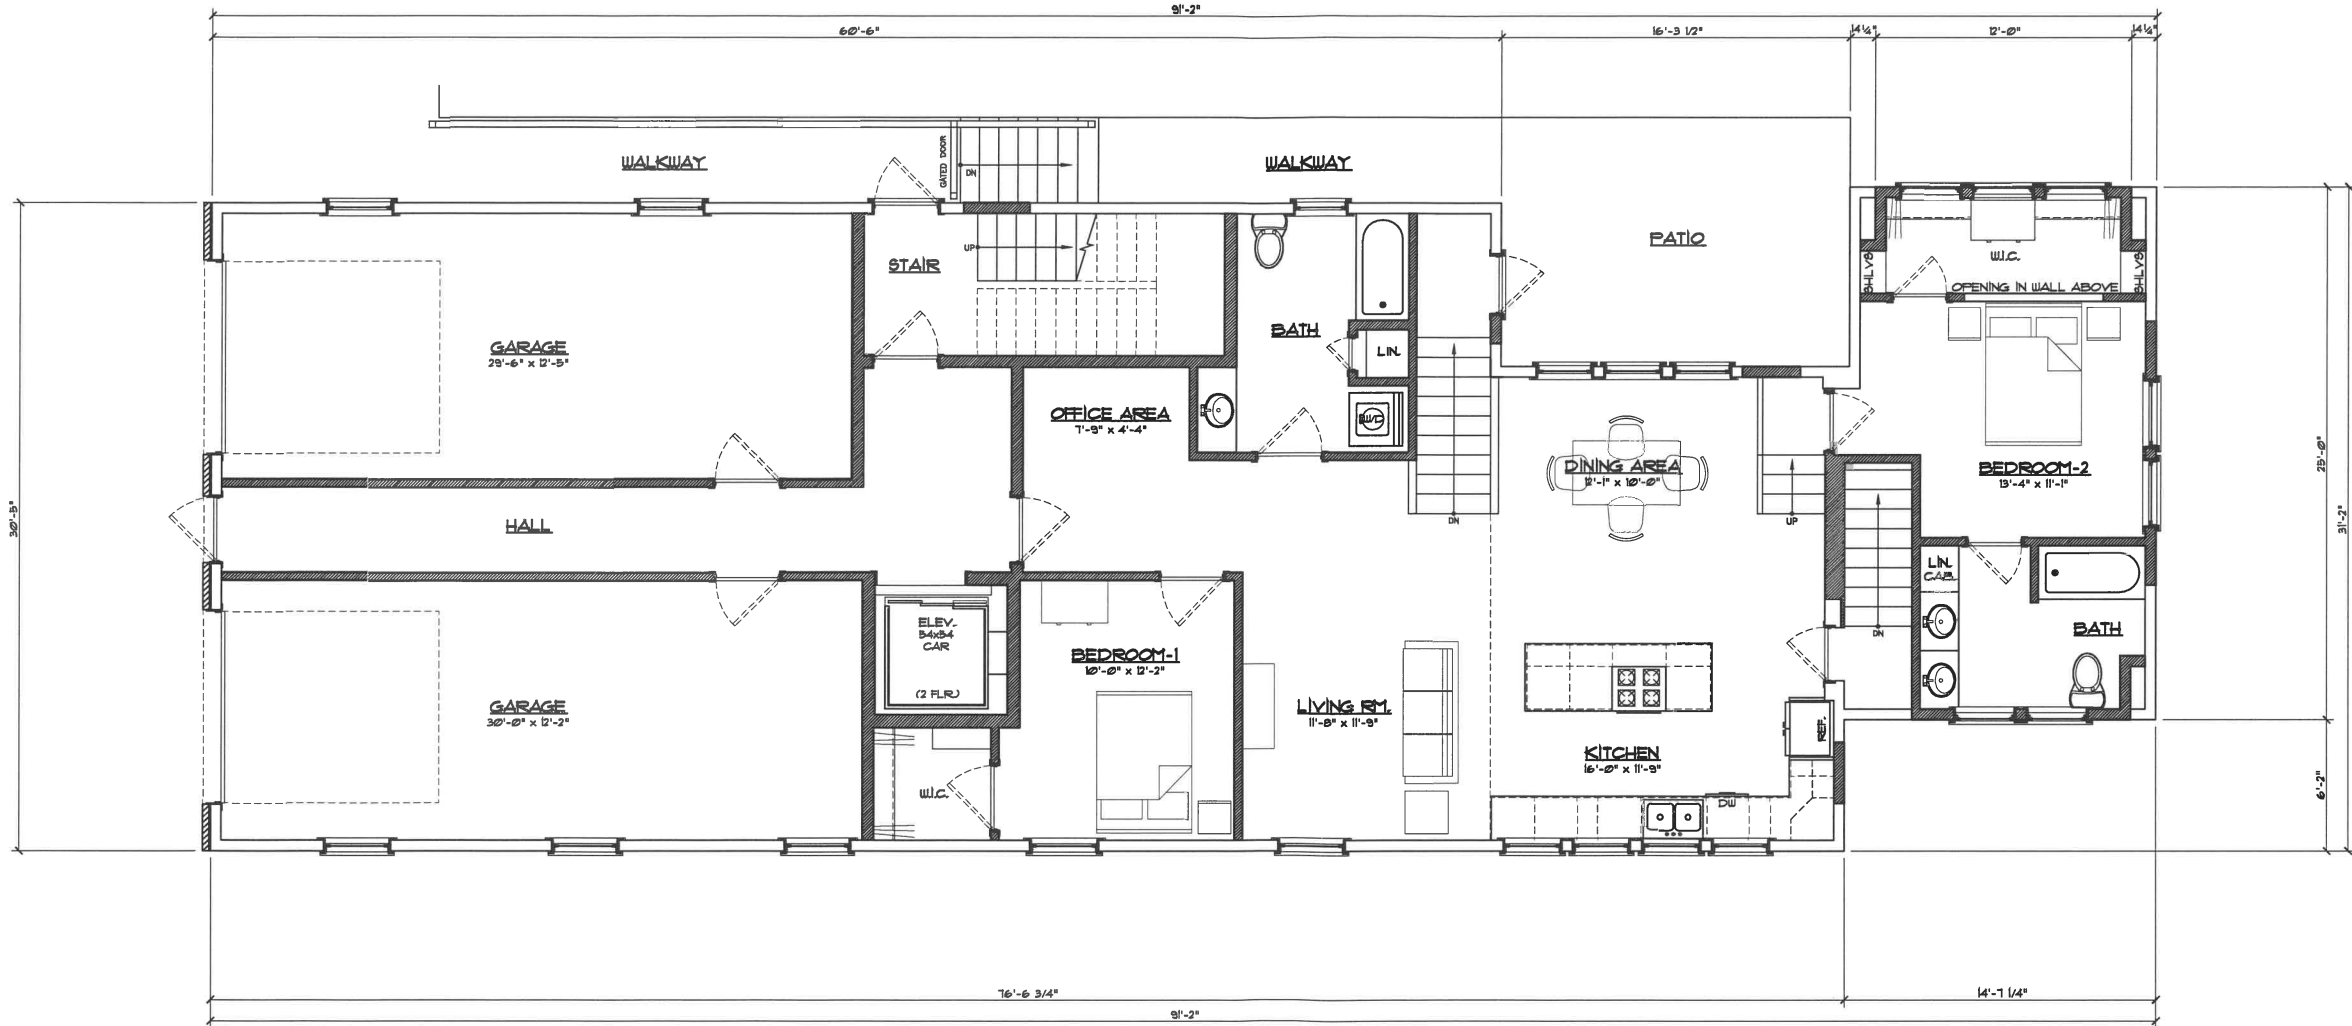 91'-2"
60'-6"
16'-3 1/2"
14¼"
12'-0"
14¼"
WALKWAY
GATED DOOR
DN
WALKWAY
PATIO
UP
STAIR
W.I.C.
SHLVS
SHLVS
OPENING IN WALL ABOVE
BATH
LIN.
GARAGE
29'-6" x 12'-5"
OFFICE AREA
7'-9" x 4'-4"
W/D
DINING AREA
12'-1" x 10'-0"
BEDROOM-2
13'-4" x 11'-1"
25'-0"
31'-2"
30'-5"
HALL
DN
UP
LIN.
CAB.
ELEV.
54x54
CAR
(2 FLR)
DN
BATH
BEDROOM-1
10'-0" x 12'-2"
GARAGE
30'-0" x 12'-2"
LIVING RM.
11'-8" x 11'-9"
REF.
KITCHEN
16'-0" x 11'-9"
W.I.C.
DW
6'-2"
76'-6 3/4"
14'-7 1/4"
91'-2"